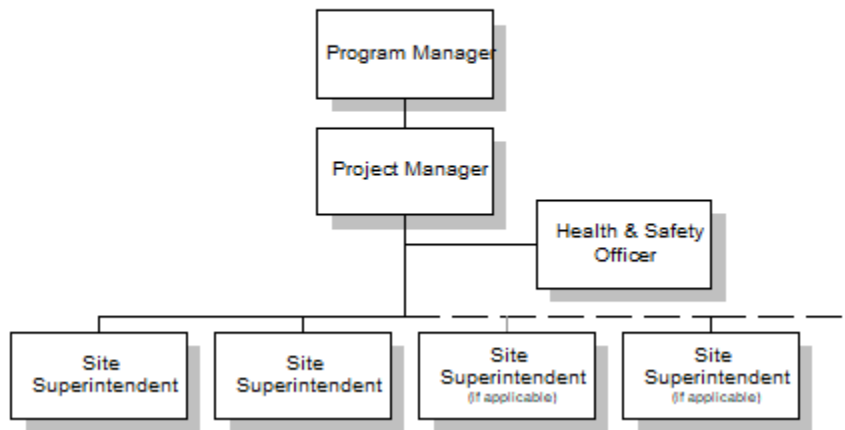 Program Manager
Project Manager
Health & Safety
Officer
Site
Superintendent
Site
Superintendent
Site
Superintendent
(if applicable)
Site
Superintendent
(if applicable)